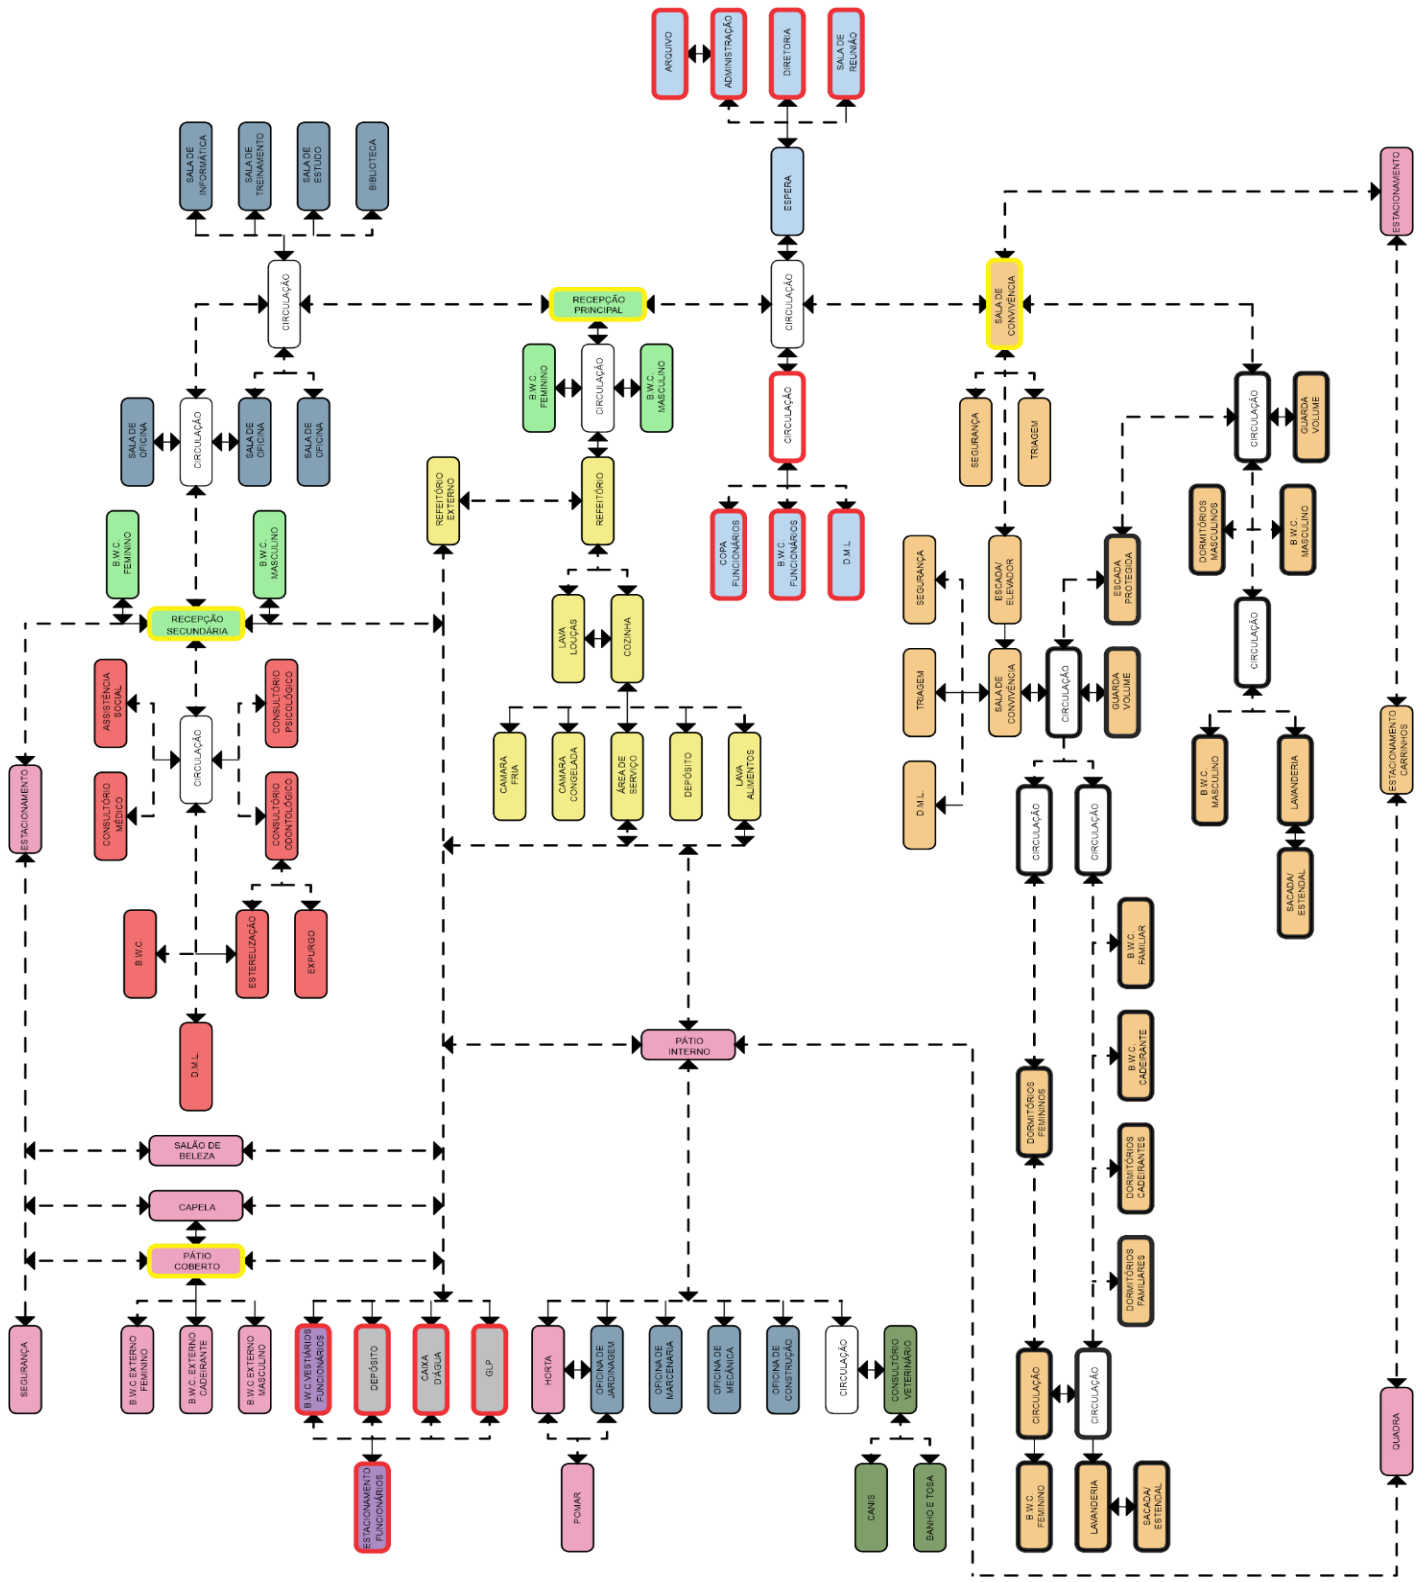 ARQUIVO
ADMINISTRAÇÃO
DIRETORIA
SALA DE
REUNIÃO
SALA DE
INFORMÁTICA
SALA DE
TREINAMENTO
SALA DE
ESTUDO
BIBLIOTECA
ESPERA
ESTACIONAMENTO
CIRCULAÇÃO
RECEPÇÃO
PRINCIPAL
CIRCULAÇÃO
SALA DE
CONVIVÊNCIA
B.W.C.
FEMININO
CIRCULAÇÃO
B.W.C.
MASCULINO
CIRCULAÇÃO
SEGURANÇA
TRIAGEM
CIRCULAÇÃO
GUARDA
VOLUME
SALA DE
OFICINA
CIRCULAÇÃO
SALA DE
OFICINA
SALA DE
OFICINA
REFEITÓRIO
EXTERNO
REFEITÓRIO
COPA
FUNCIONÁRIOS
B.W.C.
FUNCIONÁRIOS
D.M.L
DORMITÓRIOS
MASCULINOS
B.W.C.
MASCULINO
B.W.C.
FEMININO
B.W.C.
MASCULINO
SEGURANÇA
ESCADA/
ELEVADOR
ESCADA
PROTEGIDA
RECEPÇÃO
SECUNDÁRIA
LAVA
LOUÇAS
COZINHA
CIRCULAÇÃO
ASSISTÊNCIA
SOCIAL
CONSULTÓRIO
PSICOLÓGICO
TRIAGEM
SALA DE
CONVIVÊNCIA
CIRCULAÇÃO
GUARDA
VOLUME
CIRCULAÇÃO
ESTACIONAMENTO
CONSULTÓRIO
MÉDICO
CONSULTÓRIO
ODONTOLÓGICO
CAMARA
FRIA
CAMARA
CONGELADA
ÁREA DE
SERVIÇO
DEPÓSITO
LAVA
ALIMENTOS
D.M.L.
CIRCULAÇÃO
CIRCULAÇÃO
B.W.C.
MASCULINO
LAVANDERIA
ESTACIONAMENTO
CARRINHOS
SACADA/
ESTENDAL
B.W.C
ESTERELIZAÇÃO
EXPURGO
B.W.C.
FAMILIAR
D.M.L
PÁTIO
INTERNO
B.W.C.
CADEIRANTE
DORMITÓRIOS
FEMININOS
SALÃO DE
BELEZA
DORMITÓRIOS
CADEIRANTES
CAPELA
PÁTIO
COBERTO
DORMITÓRIOS
FAMILIARES
SEGURANÇA
B.W.C EXTERNO
FEMININO
B.W.C. EXTERNO
CADEIRANTE
B.W.C EXTERNO
MASCULINO
B.W.C.VESTIÁRIOS
FUNCIONÁRIOS
DEPÓSITO
CAIXA
D'ÁGUA
GLP
HORTA
OFICINA DE
JARDINAGEM
OFICINA DE
MARCENARIA
OFICINA DE
MECÂNICA
OFICINA DE
CONSTRUÇÃO
CIRCULAÇÃO
CONSULTÓRIO
VETERINÁRIO
CIRCULAÇÃO
CIRCULAÇÃO
QUADRA
ESTACIONAMENTO
FUNCIONÁRIOS
POMAR
CANIS
BANHO E TOSA
B.W.C
FEMININO
LAVANDERIA
SACADA/
ESTENDAL